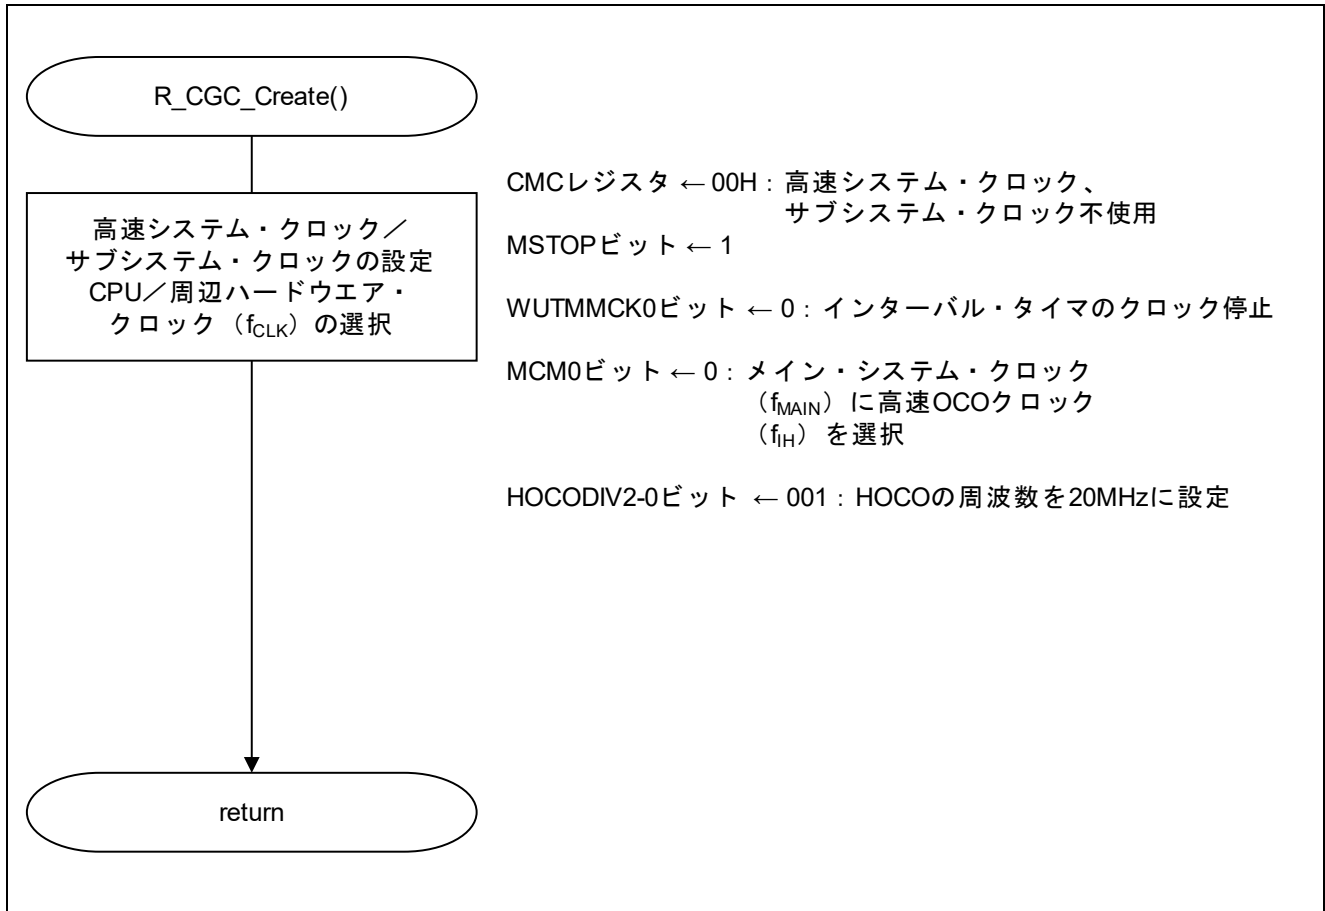 R_CGC_Create()
高速システム・クロック／
サブシステム・クロックの設定
CPU／周辺ハードウエア・
クロック（fCLK）の選択
CMCレジスタ ← 00H：高速システム・クロック、
サブシステム・クロック不使用
MSTOPビット ← 1
WUTMMCK0ビット ← 0：インターバル・タイマのクロック停止
MCM0ビット ← 0：メイン・システム・クロック
（fMAIN）に高速OCOクロック
（fIH）を選択
HOCODIV2-0ビット ← 001：HOCOの周波数を20MHzに設定
return